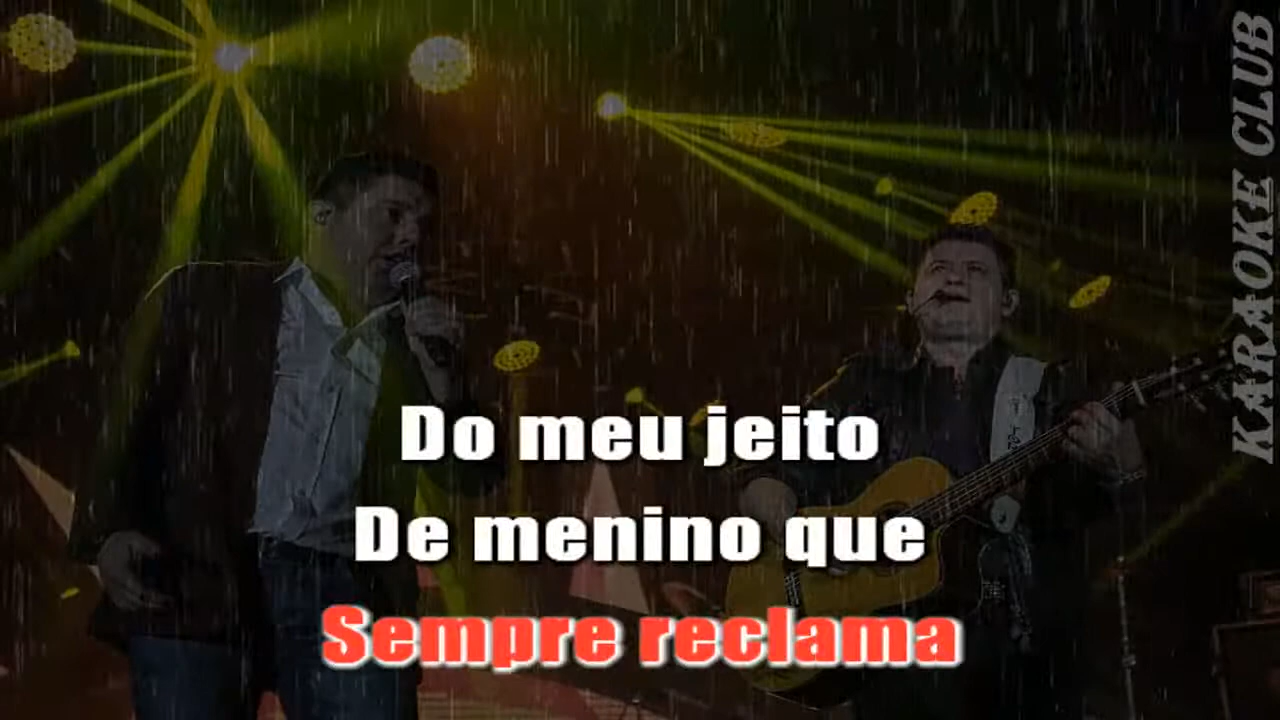 KARAOKE CLUB
Do meu jeito
De menino que
Sempre reclama